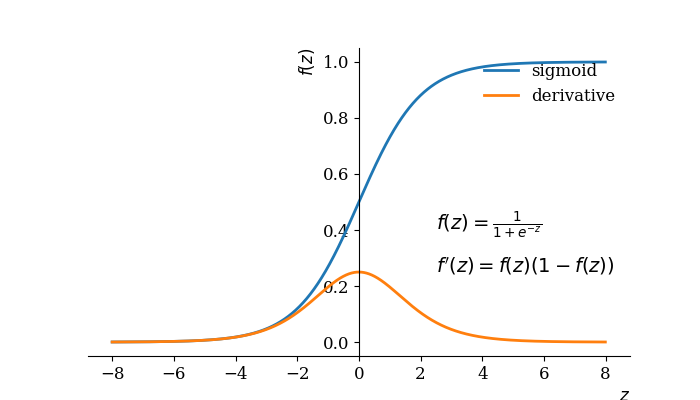 f(z)
1.0
sigmoid
derivative
0.8
0.6
0.4
f(z) = \frac{1}{1+e^{-z}}
f'(z) = f(z)(1 − f(z))
0.2
0.0
−8 −6 −4 −2 0 2 4 6 8
z